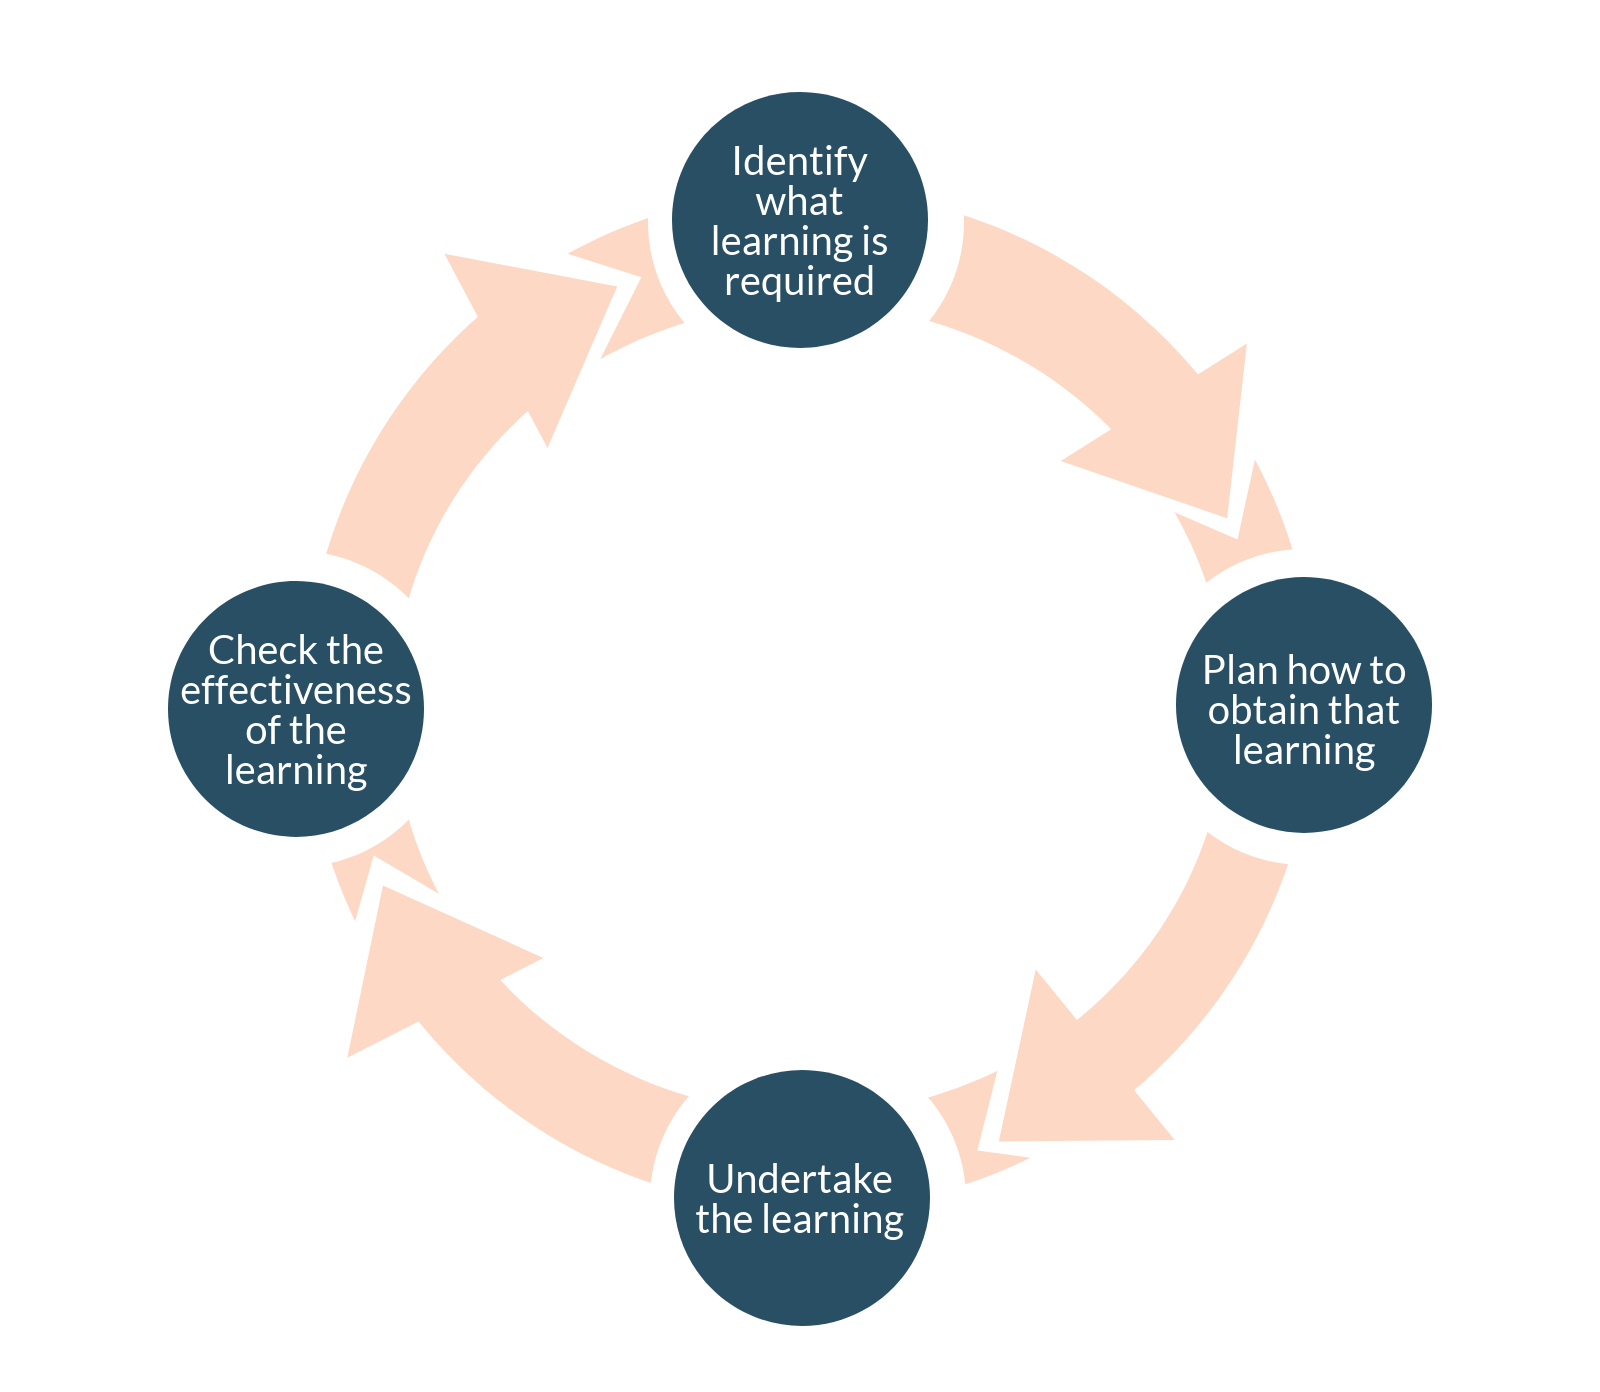 Identify
what
learning is
required
Plan how to
obtain that
learning
Undertake
the learning
Check the
effectiveness
of the
learning